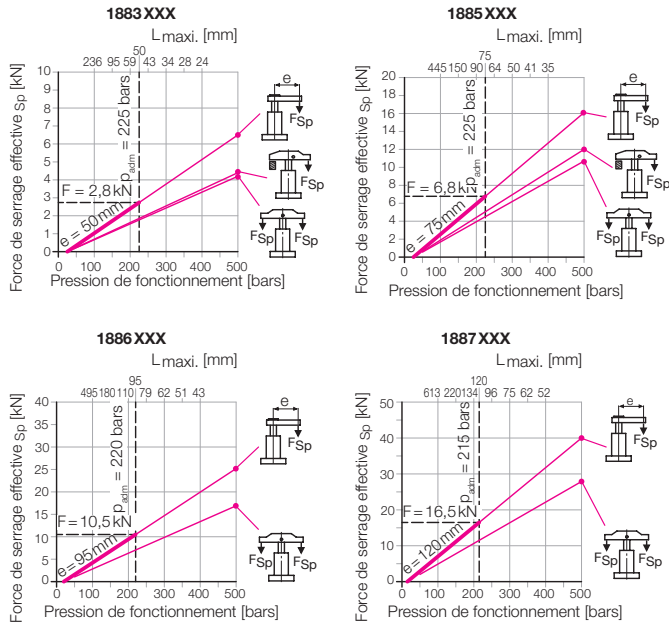 1883 XXX
L maxi. [mm]
50
236 95 59 43 34 28 24
Force de serrage effective Sp [kN]
10
9
8
7
6
5
4
3
2
1
0
p adm = 225 bars
F = 2,8 kN
e = 50 mm
0 100 200 300 400 500
Pression de fonctionnement [bars]
e
FSp
FSp
FSp FSp
1885 XXX
L maxi. [mm]
75
445 150 90 64 50 41 35
Force de serrage effective Sp [kN]
20
18
16
14
12
10
8
6
4
2
0
p adm = 225 bars
F = 6,8 kN
e = 75 mm
0 100 200 300 400 500
Pression de fonctionnement [bars]
e
FSp
FSp
FSp FSp
1886 XXX
L maxi. [mm]
95
495 180 110 79 62 51 43
Force de serrage effective Sp [kN]
40
35
30
25
20
15
10
5
0
p adm = 220 bars
F = 10,5 kN
e = 95 mm
0 100 200 300 400 500
Pression de fonctionnement [bars]
e
FSp
FSp FSp
1887 XXX
L maxi. [mm]
120
613 220 134 96 75 62 52
Force de serrage effective Sp [kN]
50
40
30
20
10
0
p adm = 215 bars
F = 16,5 kN
e = 120 mm
0 100 200 300 400 500
Pression de fonctionnement [bars]
e
FSp
FSp FSp